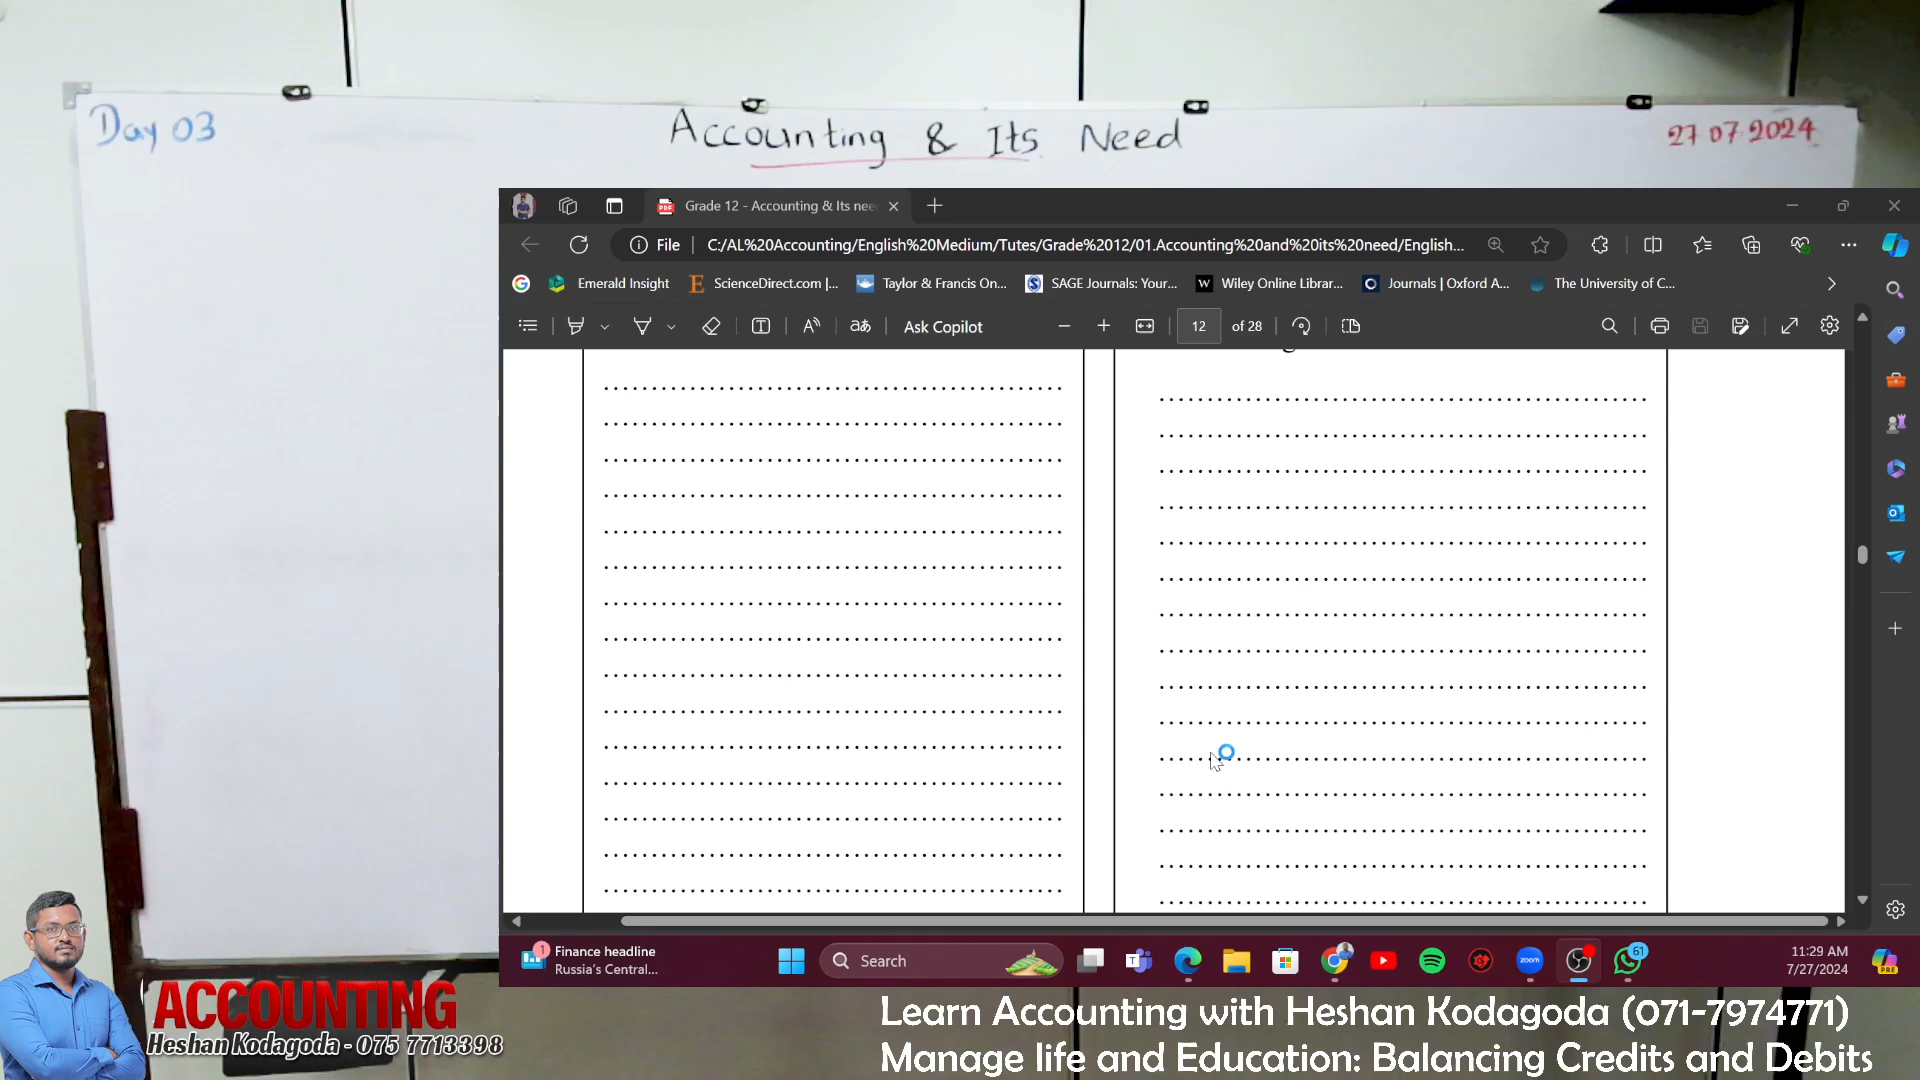 Day 03
Accounting & Its Need
27 07 2024
Grade 12 - Accounting & Its nee
File
C:/AL%20Accounting/English%20Medium/Tutes/Grade%2012/01.Accounting%20and%20its%20need/English...
Emerald Insight
ScienceDirect.com |...
Taylor & Francis On...
SAGE Journals: Your...
Wiley Online Librar...
Journals | Oxford A...
The University of C...
Ask Copilot
12
of 28
1
Finance headline
Russia's Central...
Search
zoom
61
11:29 AM
7/27/2024
PRE
ACCOUNTING
Heshan Kodagoda - 075 7713398
Learn Accounting with Heshan Kodagoda (071-7974771)
Manage life and Education: Balancing Credits and Debits